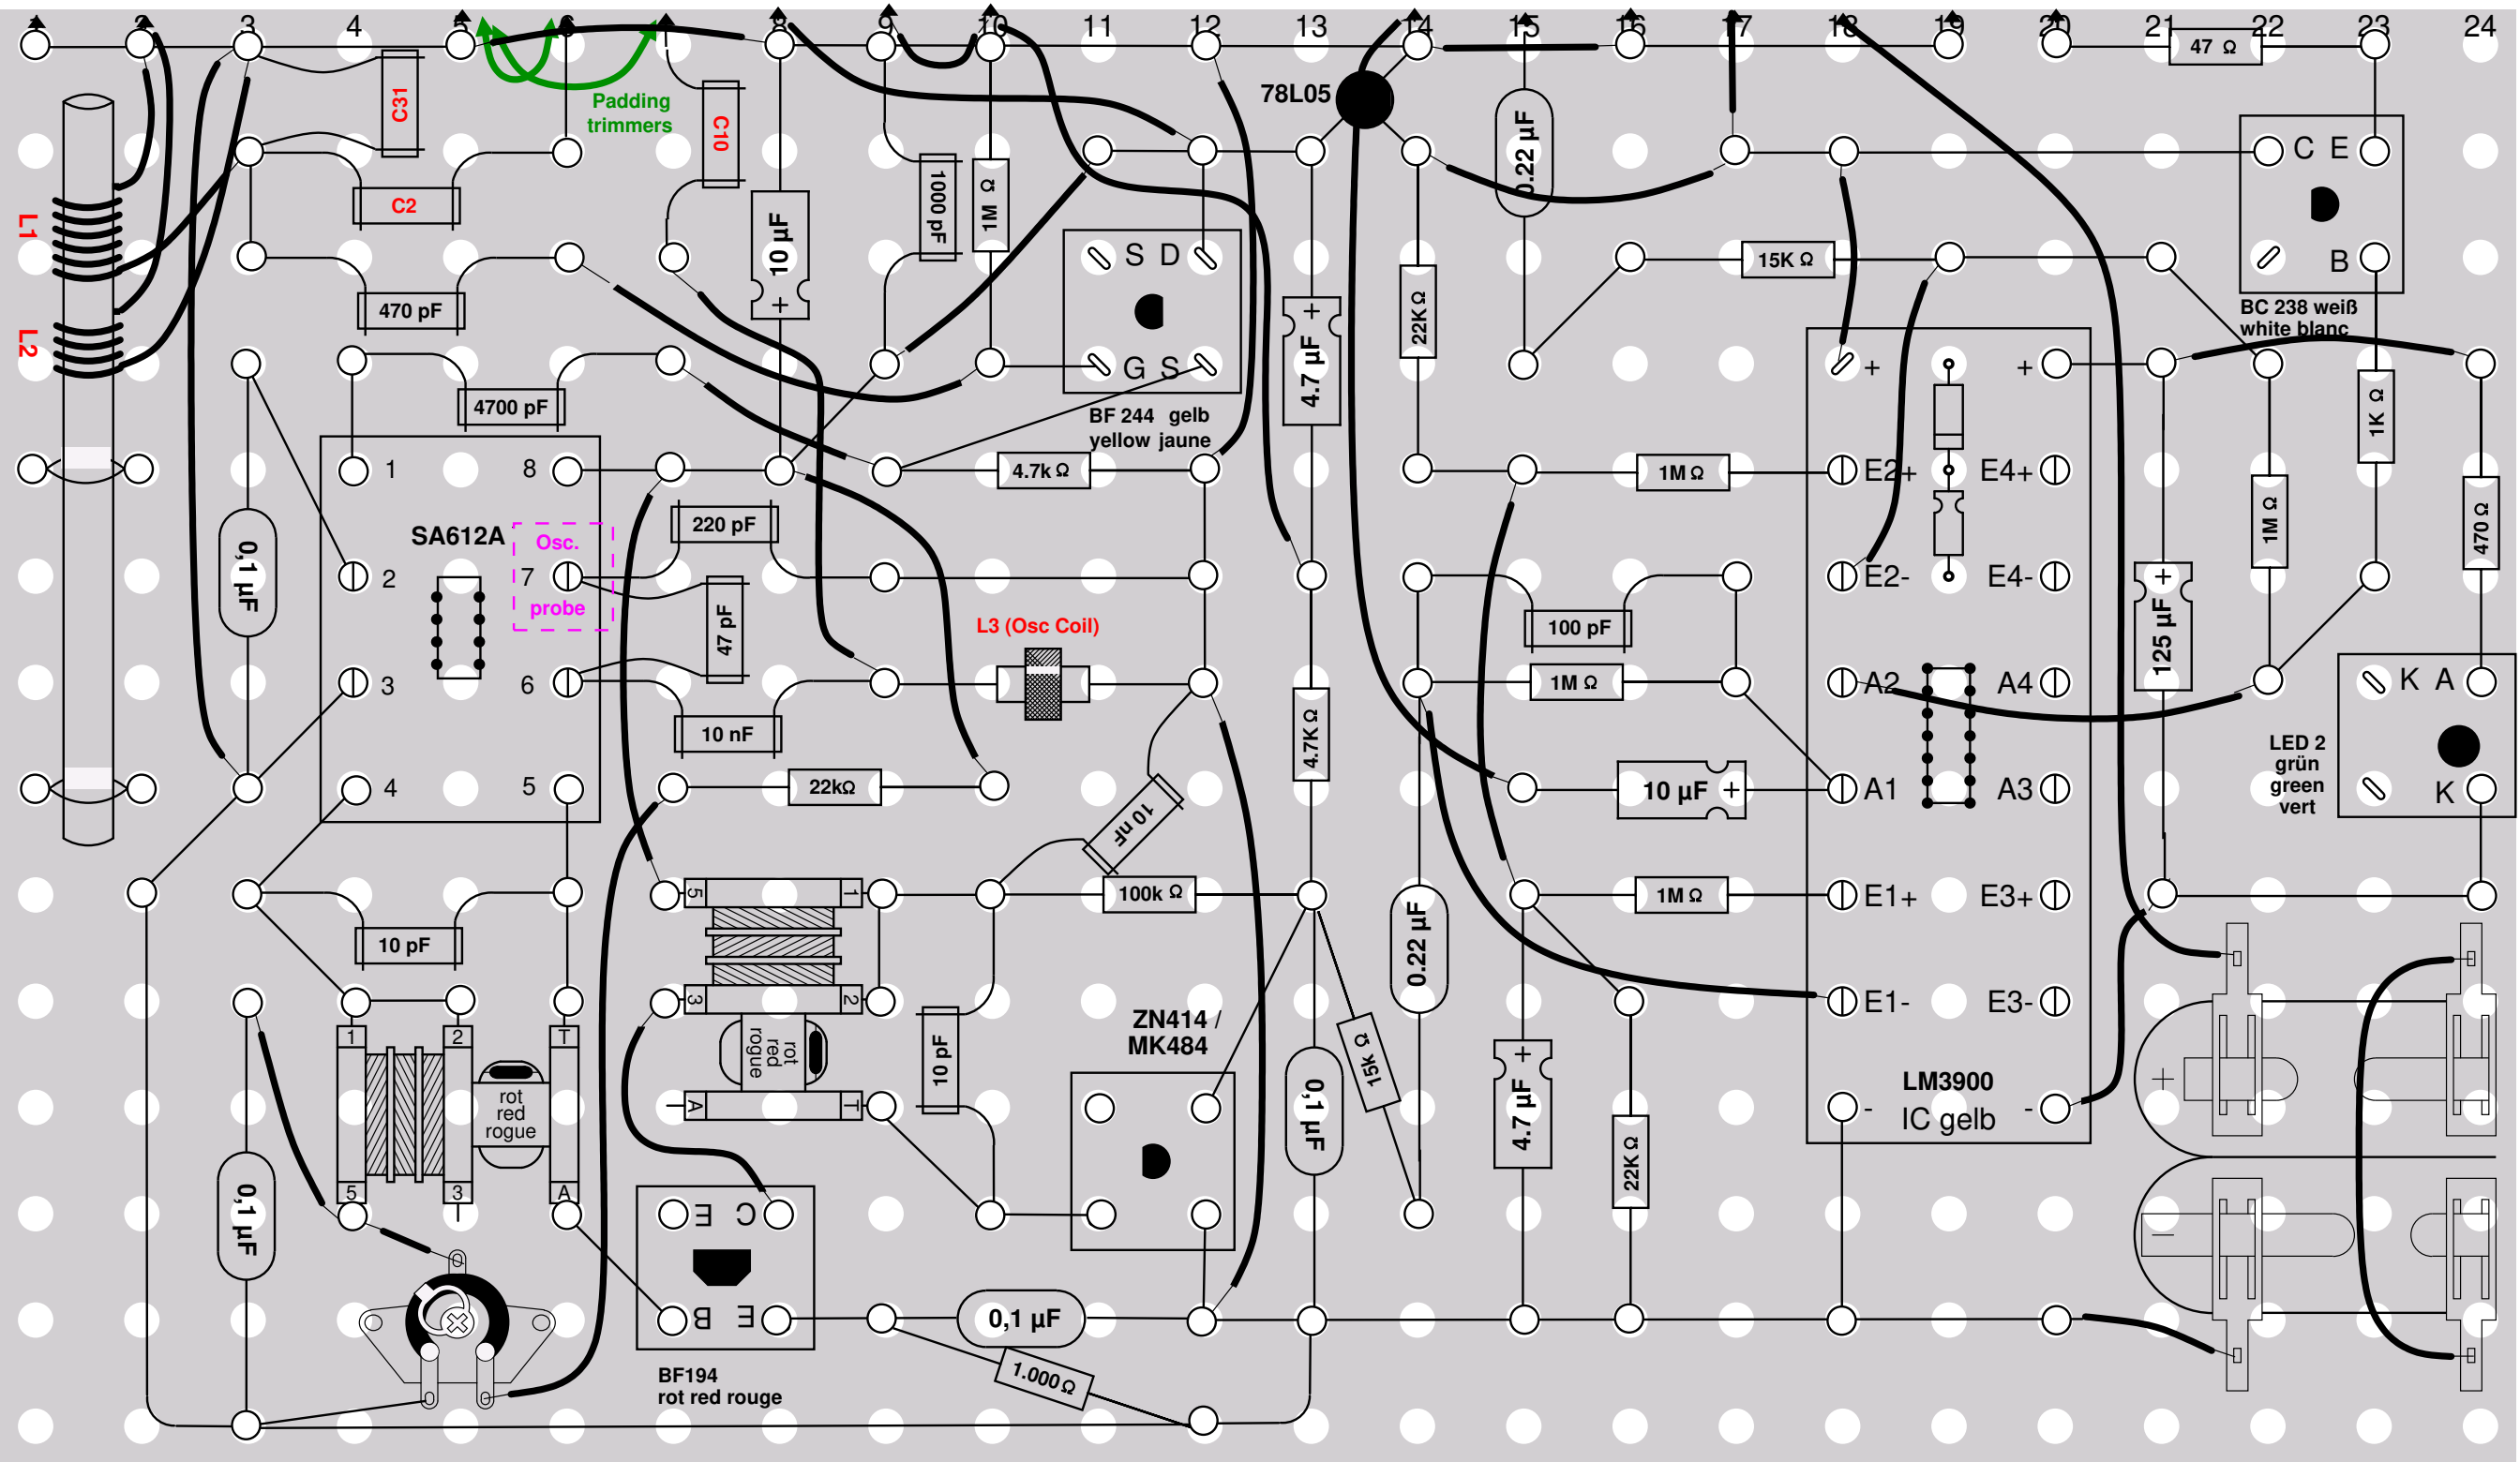 1 2 3 4 5 6 7 8 9 10 11 12 13 14 15 16 17 18 19 20 21 22 23 24
47 Ω
C31
Padding
trimmers
C10
78L05
0.22 µF
C E
B
BC 238 weiß
white blanc
L1
C2
10 µF
+
1000 pF
1M Ω
S D
G S
BF 244 gelb
yellow jaune
15K Ω
22K Ω
+
4.7 µF
L2
470 pF
4700 pF
1K Ω
4.7k Ω
1M Ω
1M Ω
470 Ω
0,1 µF
1 8
2 7
3 6
4 5
SA612A
Osc.
probe
220 pF
47 pF
10 nF
L3 (Osc Coil)
100 pF
1M Ω
4.7K Ω
22kΩ
10 nF
10 µF +
+ +
E2+ E4+
E2- E4-
A2 A4
A1 A3
E1+ E3+
E1- E3-
- -
LM3900
IC gelb
+
125 µF
K A
K
LED 2
grün
green
vert
10 pF
5 1
3 2
rot
red
rogue
A T
100k Ω
1M Ω
0.22 µF
1 2 T
rot
red
rogue
5 3 A
10 pF
ZN414 /
MK484
0,1 µF
15k Ω
+
4.7 µF
22K Ω
+
−
0,1 µF
E C
B E
BF194
rot red rouge
0,1 µF
1.000 Ω